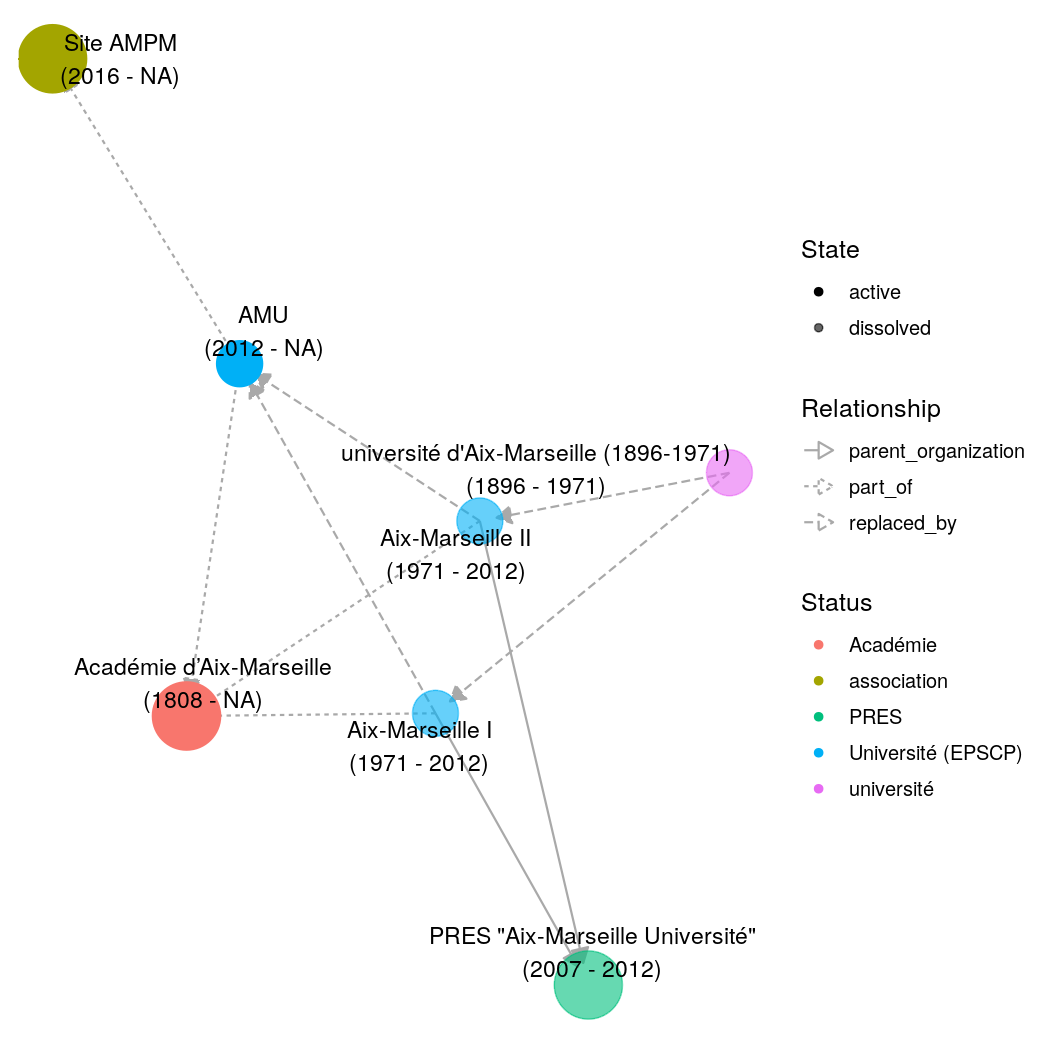 Site AMPM
(2016 - NA)
AMU
(2012 - NA)
université d'Aix-Marseille (1896-1971)
(1896 - 1971)
Aix-Marseille II
(1971 - 2012)
Académie d’Aix-Marseille
(1808 - NA)
Aix-Marseille I
(1971 - 2012)
PRES "Aix-Marseille Université"
(2007 - 2012)
State
active
dissolved
Relationship
parent_organization
part_of
replaced_by
Status
Académie
association
PRES
Université (EPSCP)
université